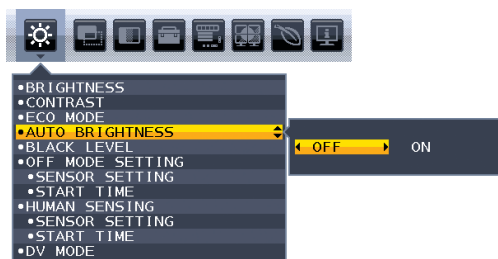 •BRIGHTNESS
•CONTRAST
•ECO MODE
•AUTO BRIGHTNESS
OFF ON
•BLACK LEVEL
•OFF MODE SETTING
•SENSOR SETTING
•START TIME
•HUMAN SENSING
•SENSOR SETTING
•START TIME
•DV MODE